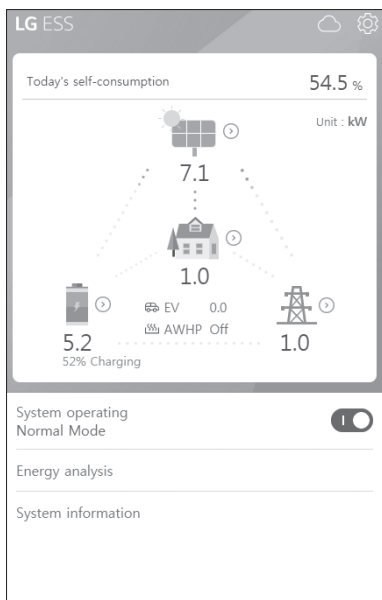 LG ESS
Today's self-consumption 54.5 %
Unit : kW
7.1
1.0
EV 0.0
AWHP Off
5.2
52% Charging
1.0
System operating
Normal Mode
Energy analysis
System information